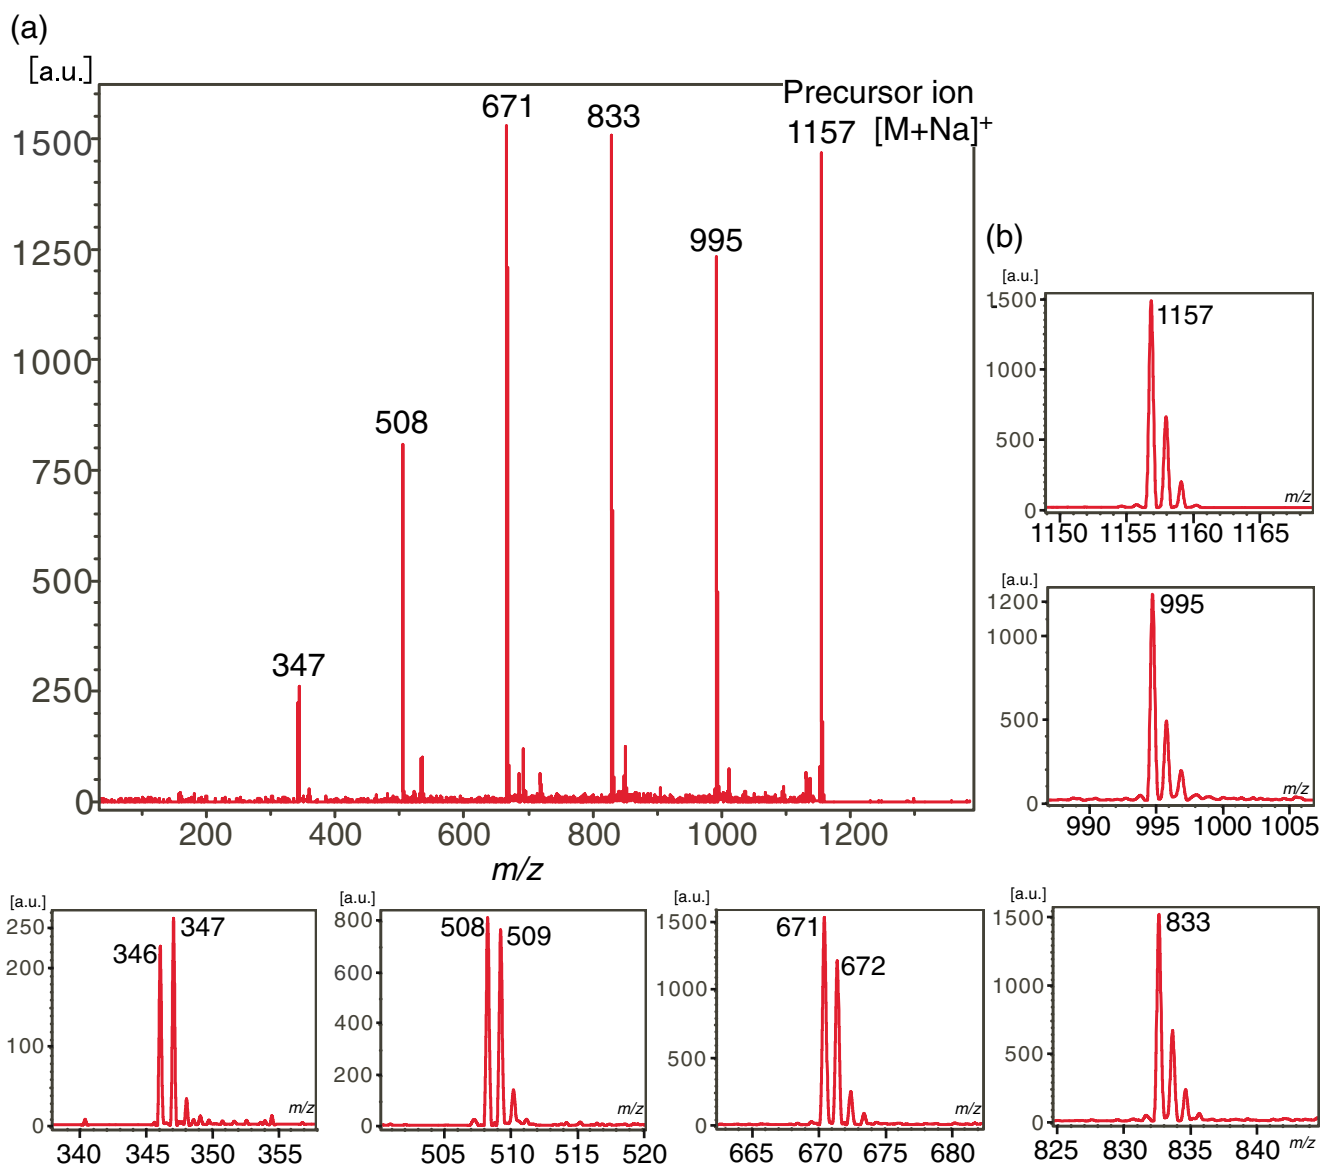 (a)
[a.u.]
Precursor ion
671
833
1157 [M+Na]+
1500
1250
995
1000
508
750
500
347
250
0
200 400 600 800 1000 1200
m/z
(b)
[a.u.]
1500
1157
1000
500
m/z
0
1150 1155 1160 1165
[a.u.]
1200
995
1000
500
m/z
0
990 995 1000 1005
[a.u.]
250
347
346
200
100
m/z
0
340 345 350 355
[a.u.]
800
508
509
600
400
200
m/z
0
505 510 515 520
[a.u.]
1500
671
672
1000
500
m/z
0
665 670 675 680
[a.u.]
1500
833
1000
500
0
825 830 835 840 m/z